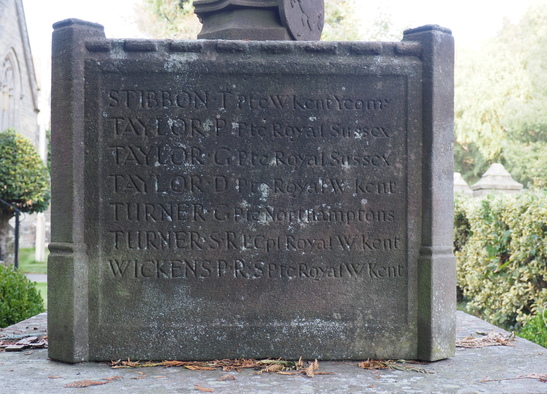 STIBBON·T·Pte W Kent Yeom^r
TAYLOR·P·Pte Royal Sussex
TAYLOR·G·Pte Royal Sussex
TAYLOR·D·Pte Royal W·Kent
TURNER·G·Pte Northamptons
TURNER·S·R·L·Cpl Royal W Kent
WICKENS·P·R·S·Pte Royal W Kent